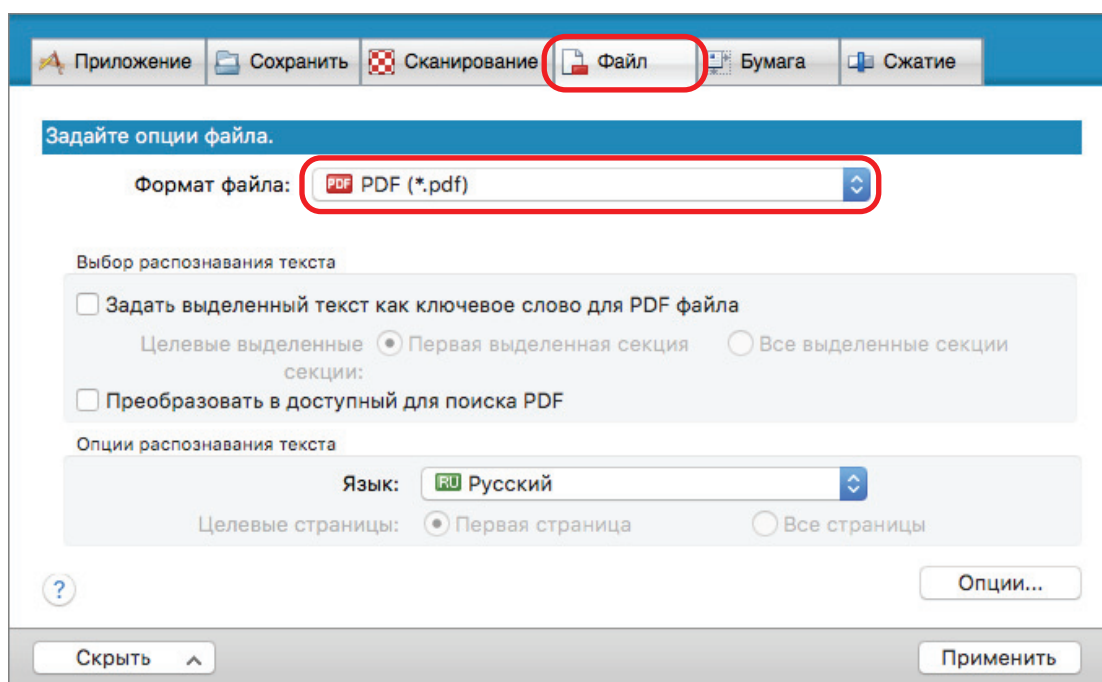 Приложение Сохранить Сканирование Файл Бумага Сжатие
Задайте опции файла.
Формат файла: PDF PDF (*.pdf)
Выбор распознавания текста
Задать выделенный текст как ключевое слово для PDF файла
Целевые выделенные секции: Первая выделенная секция Все выделенные секции
Преобразовать в доступный для поиска PDF
Опции распознавания текста
Язык: RU Русский
Целевые страницы: Первая страница Все страницы
?
Опции...
Скрыть Применить